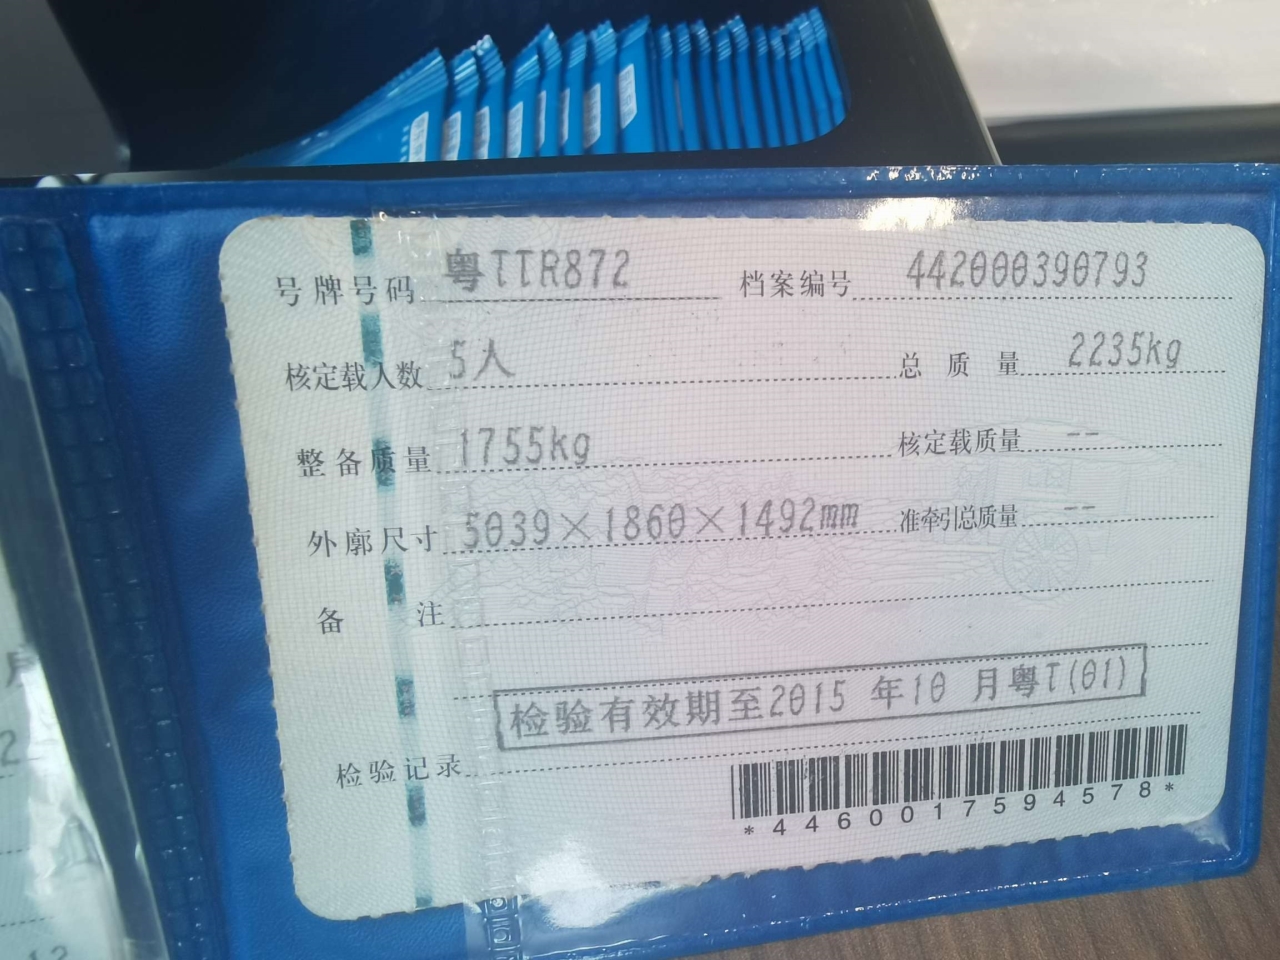 号牌号码 粤TTR872 档案编号 442000390793
核定载人数 5人 总质量 2235kg
整备质量 1755kg 核定载质量 --
外廓尺寸 5039×1860×1492mm 准牵引总质量 --
备注
检验有效期至2015 年10 月粤T(01)
检验记录
*4460017594578*